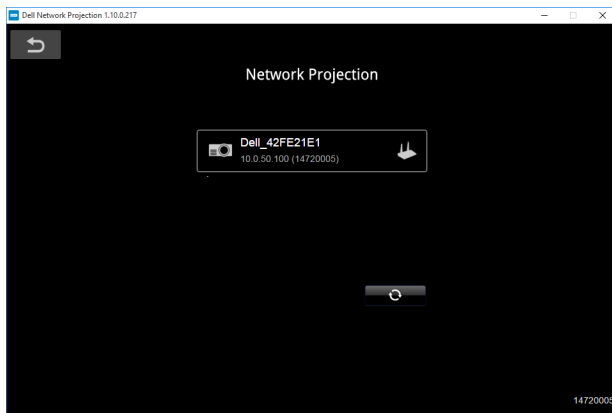 Dell Network Projection 1.10.0.217
Network Projection
Dell_42FE21E1
10.0.50.100 (14720005)
14720005